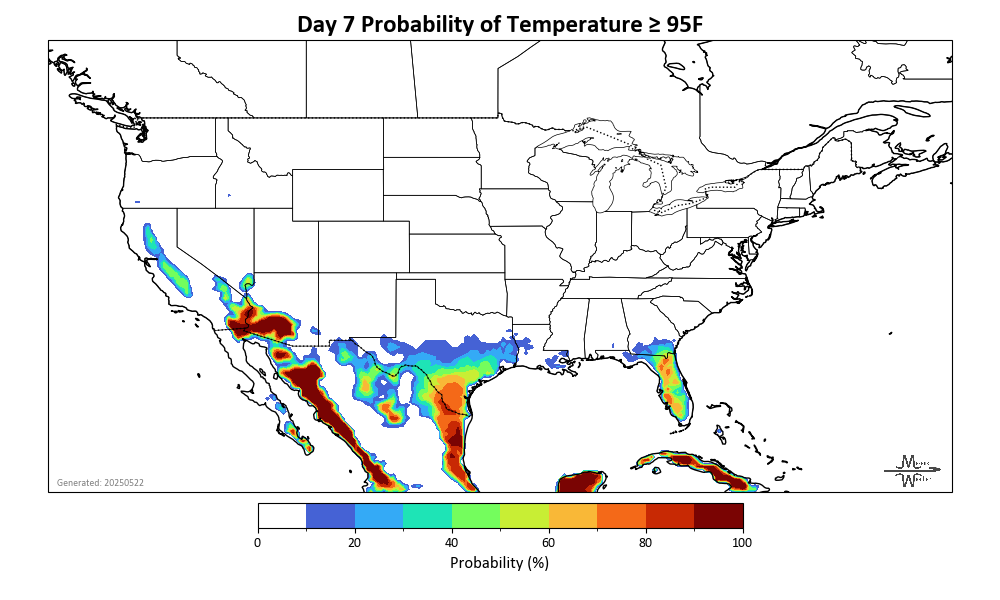 Day 7 Probability of Temperature ≥ 95F
Generated: 20250522
0 20 40 60 80 100
Probability (%)